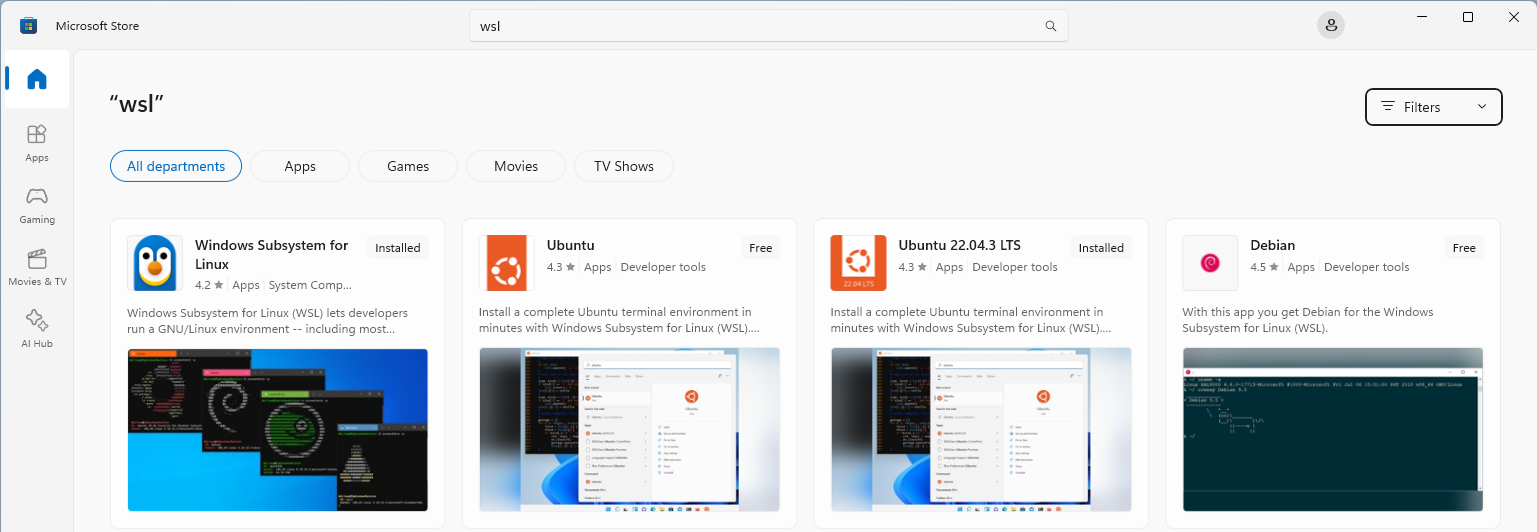 Microsoft Store
wsl
“wsl”
Filters
All departments
Apps
Games
Movies
TV Shows
Apps
Gaming
Movies & TV
AI Hub
Windows Subsystem for
Linux
Installed
4.2 ★ Apps System Comp...
Windows Subsystem for Linux (WSL) lets developers
run a GNU/Linux environment -- including most...
Ubuntu
Free
4.3 ★ Apps Developer tools
Install a complete Ubuntu terminal environment in
minutes with Windows Subsystem for Linux (WSL)....
Ubuntu 22.04.3 LTS
Installed
22.04 LTS
4.3 ★ Apps Developer tools
Install a complete Ubuntu terminal environment in
minutes with Windows Subsystem for Linux (WSL)....
Debian
Free
4.5 ★ Apps Developer tools
With this app you get Debian for the Windows
Subsystem for Linux (WSL).